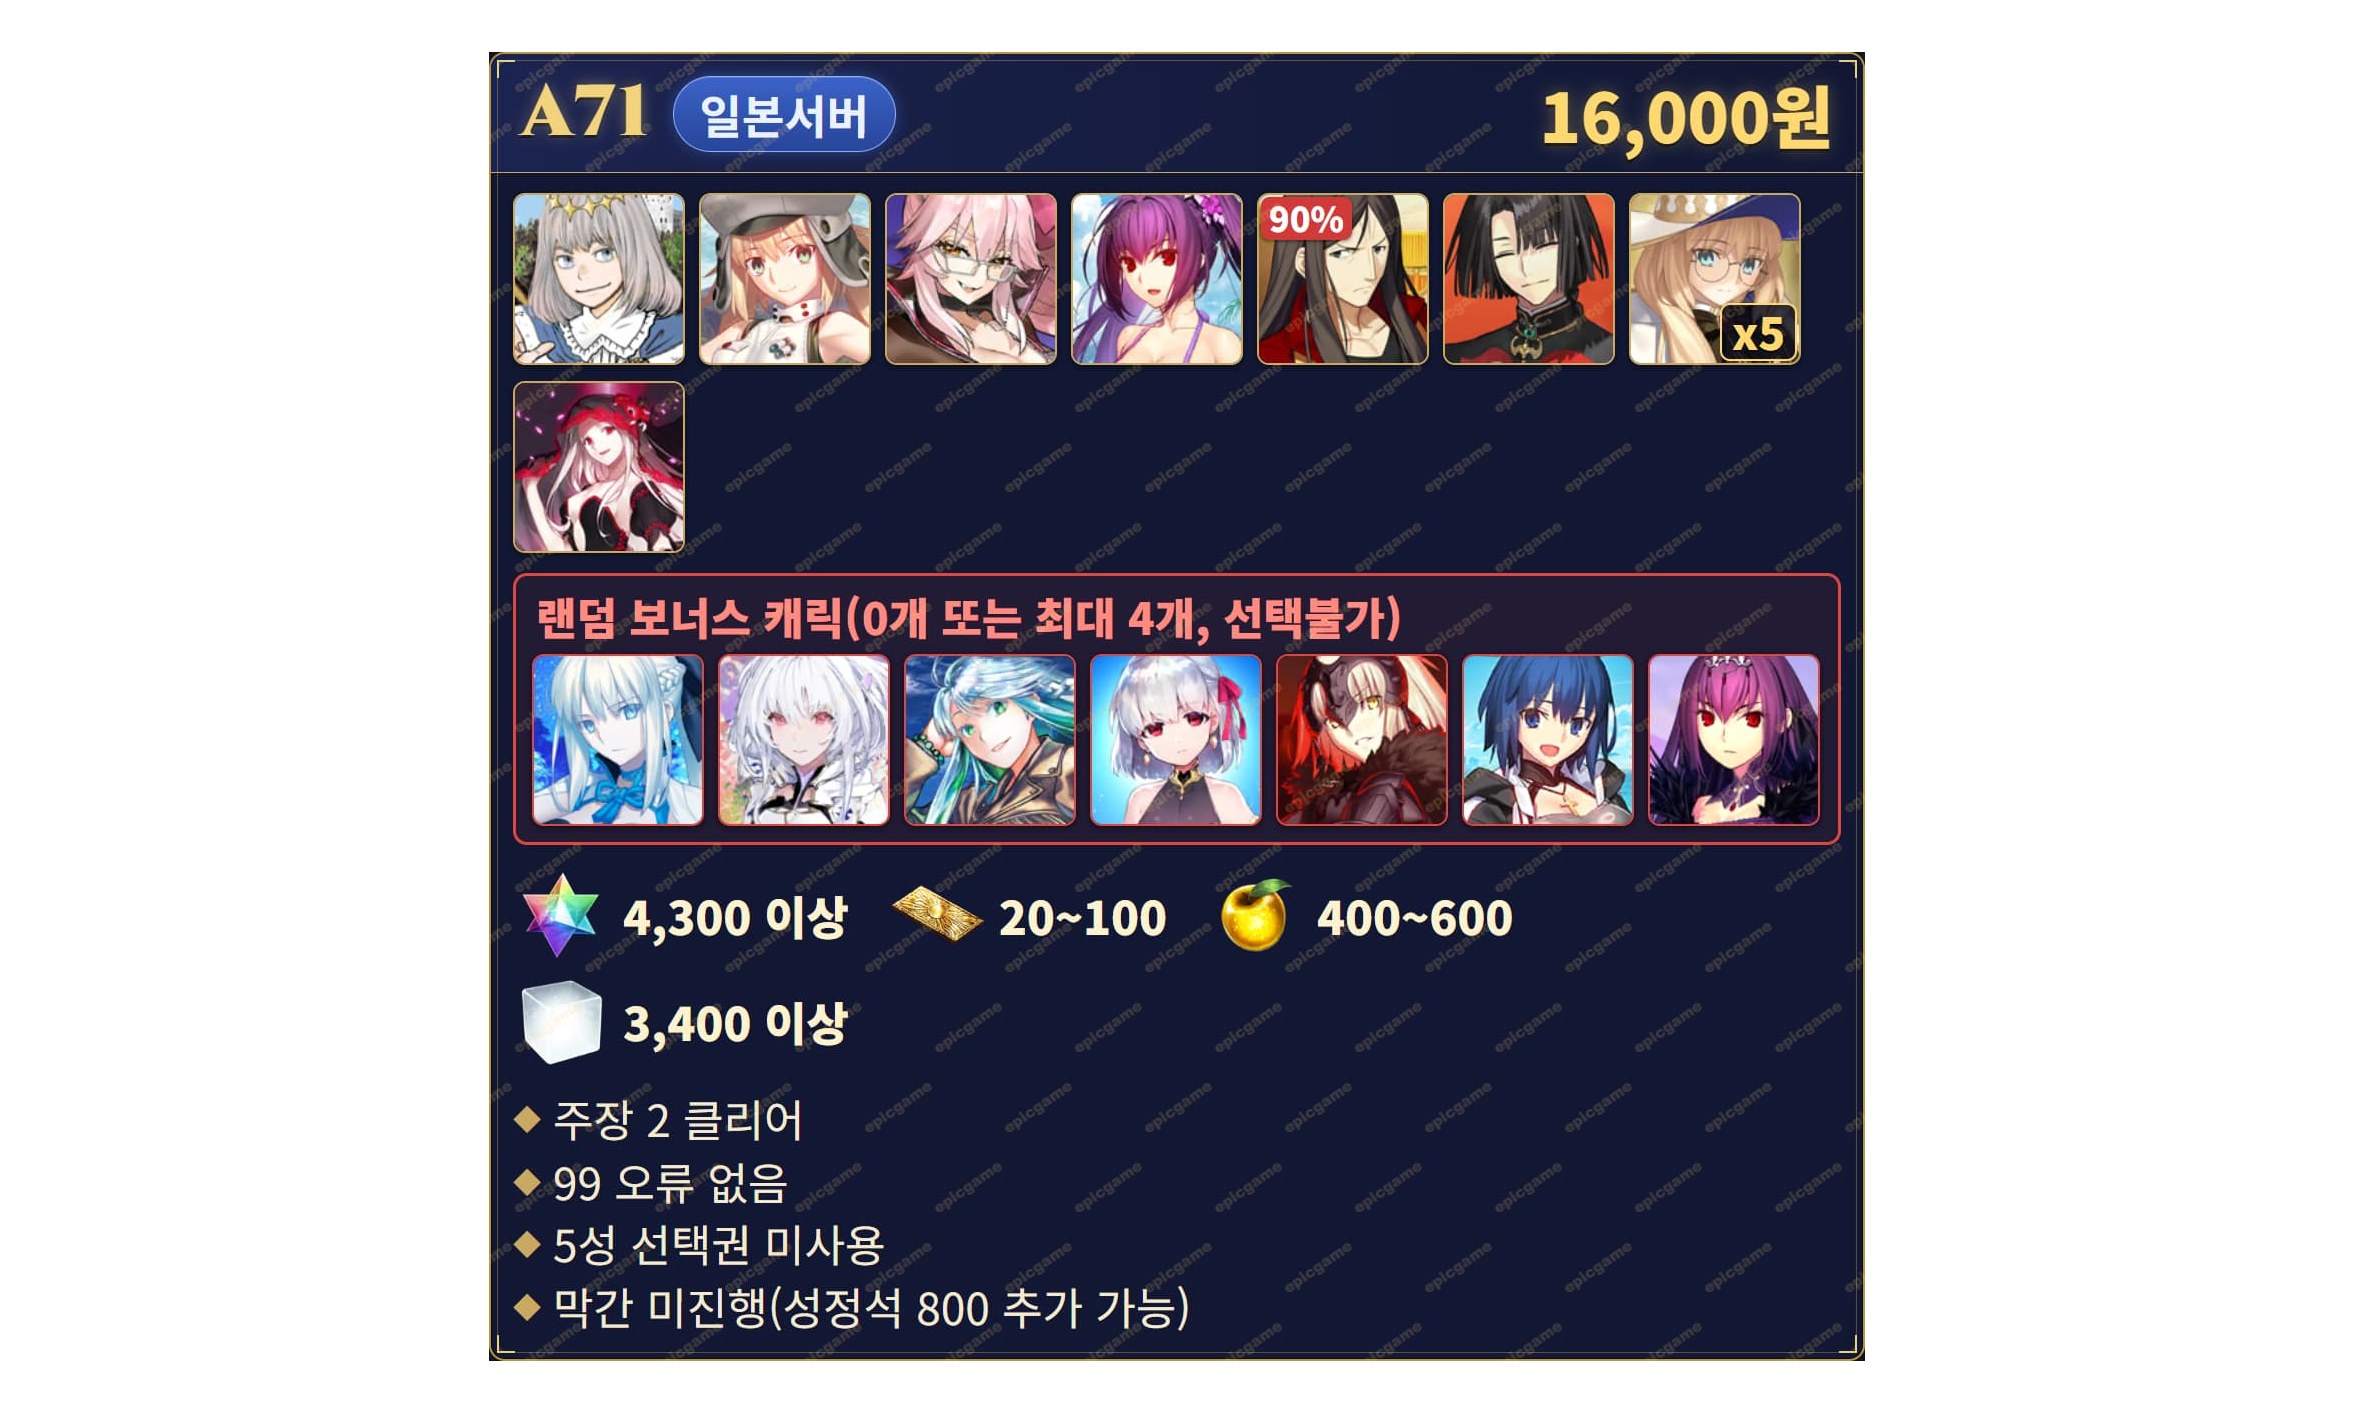 A71 일본서버 16,000원
90%
x5
랜덤 보너스 캐릭(0개 또는 최대 4개, 선택불가)
4,300 이상 20~100 400~600
3,400 이상
주장 2 클리어
99 오류 없음
5성 선택권 미사용
막간 미진행(성정석 800 추가 가능)
epicgame